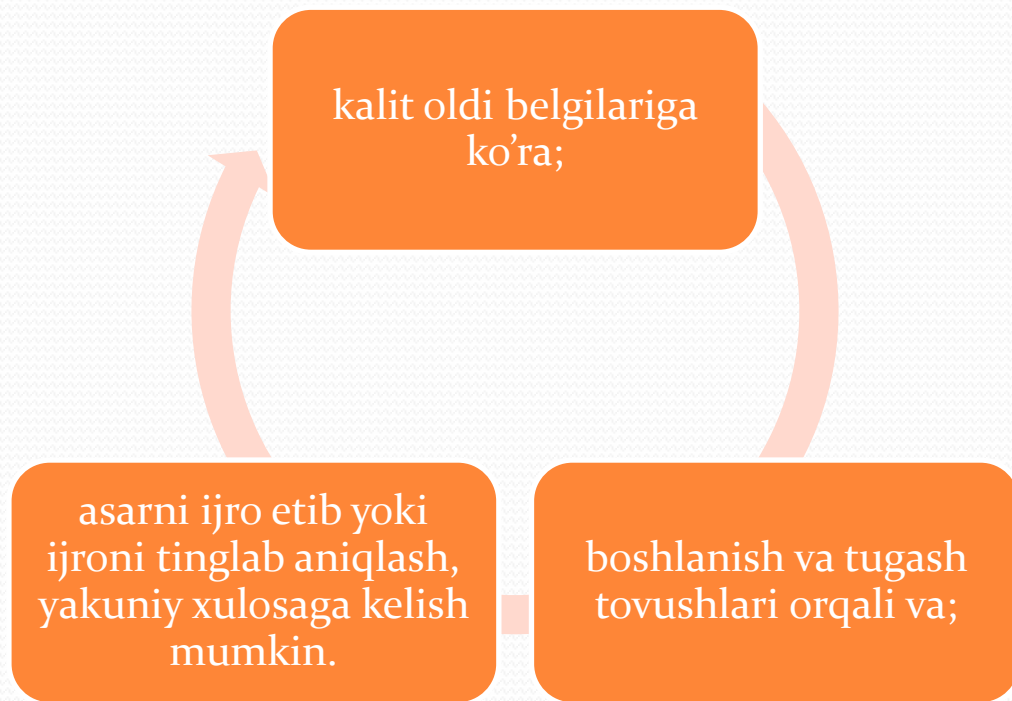 kalit oldi belgilariga
ko’ra;
boshlanish va tugash
tovushlari orqali va;
asarni ijro etib yoki
ijroni tinglab aniqlash,
yakuniy xulosaga kelish
mumkin.